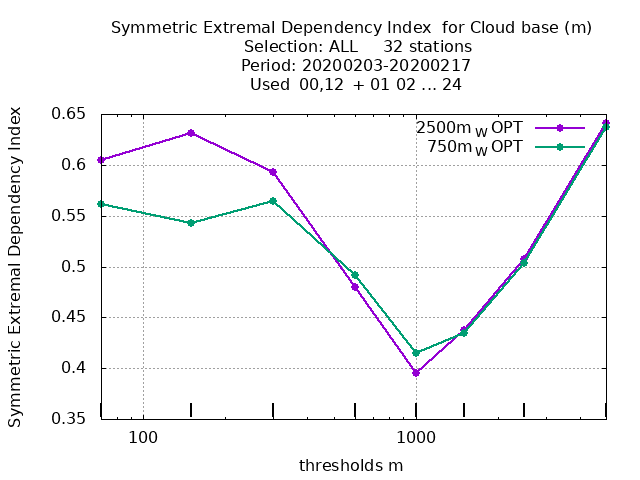 Symmetric Extremal Dependency Index for Cloud base (m)
Selection: ALL 32 stations
Period: 20200203-20200217
Used 00,12 + 01 02 ... 24
Symmetric Extremal Dependency Index
0.65
0.6
0.55
0.5
0.45
0.4
0.35
2500m W OPT
750m W OPT
100 1000
thresholds m